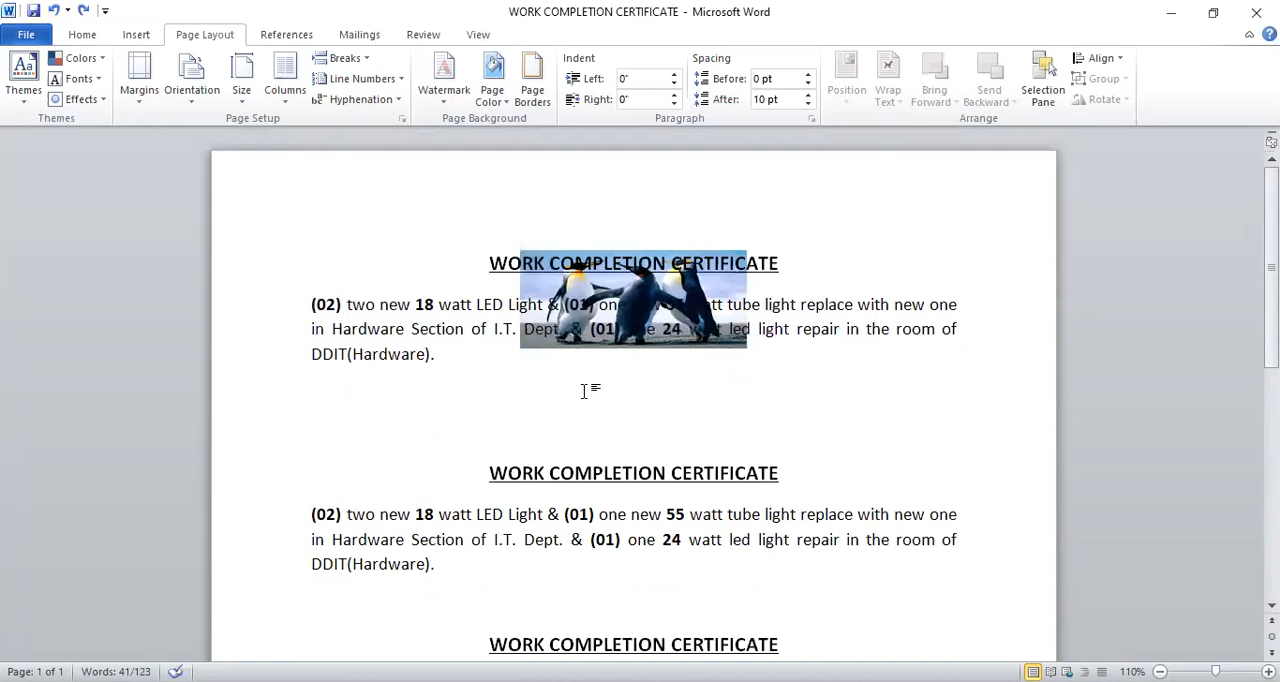 WORK COMPLETION CERTIFICATE - Microsoft Word
File Home Insert Page Layout References Mailings Review View
Themes
Colors
Fonts
Effects
Themes
Margins
Orientation
Size
Columns
Breaks
Line Numbers
Hyphenation
Page Setup
Watermark
Page Color
Page Borders
Page Background
Indent
Left: 0"
Right: 0"
Spacing
Before: 0 pt
After: 10 pt
Paragraph
Position
Wrap Text
Bring Forward
Send Backward
Selection Pane
Align
Group
Rotate
Arrange
WORK COMPLETION CERTIFICATE
(02) two new 18 watt LED Light & (01) one watt tube light replace with new one
in Hardware Section of I.T. Dept. & (01) one 24 watt led light repair in the room of
DDIT(Hardware).
WORK COMPLETION CERTIFICATE
(02) two new 18 watt LED Light & (01) one new 55 watt tube light replace with new one
in Hardware Section of I.T. Dept. & (01) one 24 watt led light repair in the room of
DDIT(Hardware).
WORK COMPLETION CERTIFICATE
Page: 1 of 1 Words: 41/123 110%